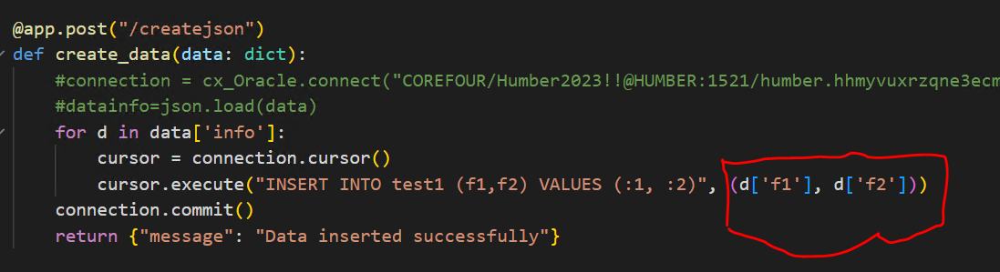 @app.post("/createjson")
def create_data(data: dict):
#connection = cx_Oracle.connect("COREFOUR/Humber2023!!@HUMBER:1521/humber.hhmyvuxrzqne3ecm
#datainfo=json.load(data)
for d in data['info']:
cursor = connection.cursor()
cursor.execute("INSERT INTO test1 (f1,f2) VALUES (:1, :2)", (d['f1'], d['f2']))
connection.commit()
return {"message": "Data inserted successfully"}